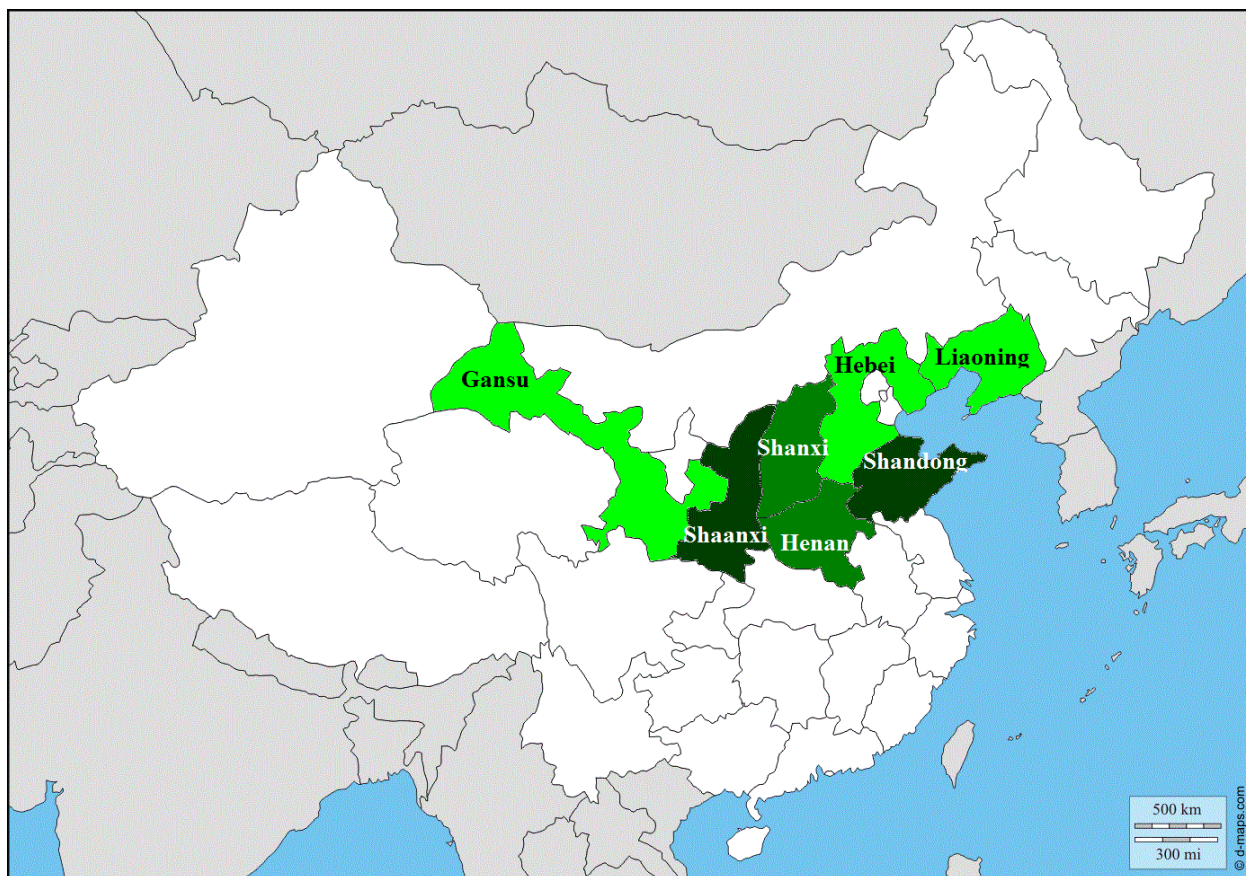 Hebei
Liaoning
Gansu
Shanxi
Shandong
Shaanxi
Henan
500 km
300 mi
© d-maps.com